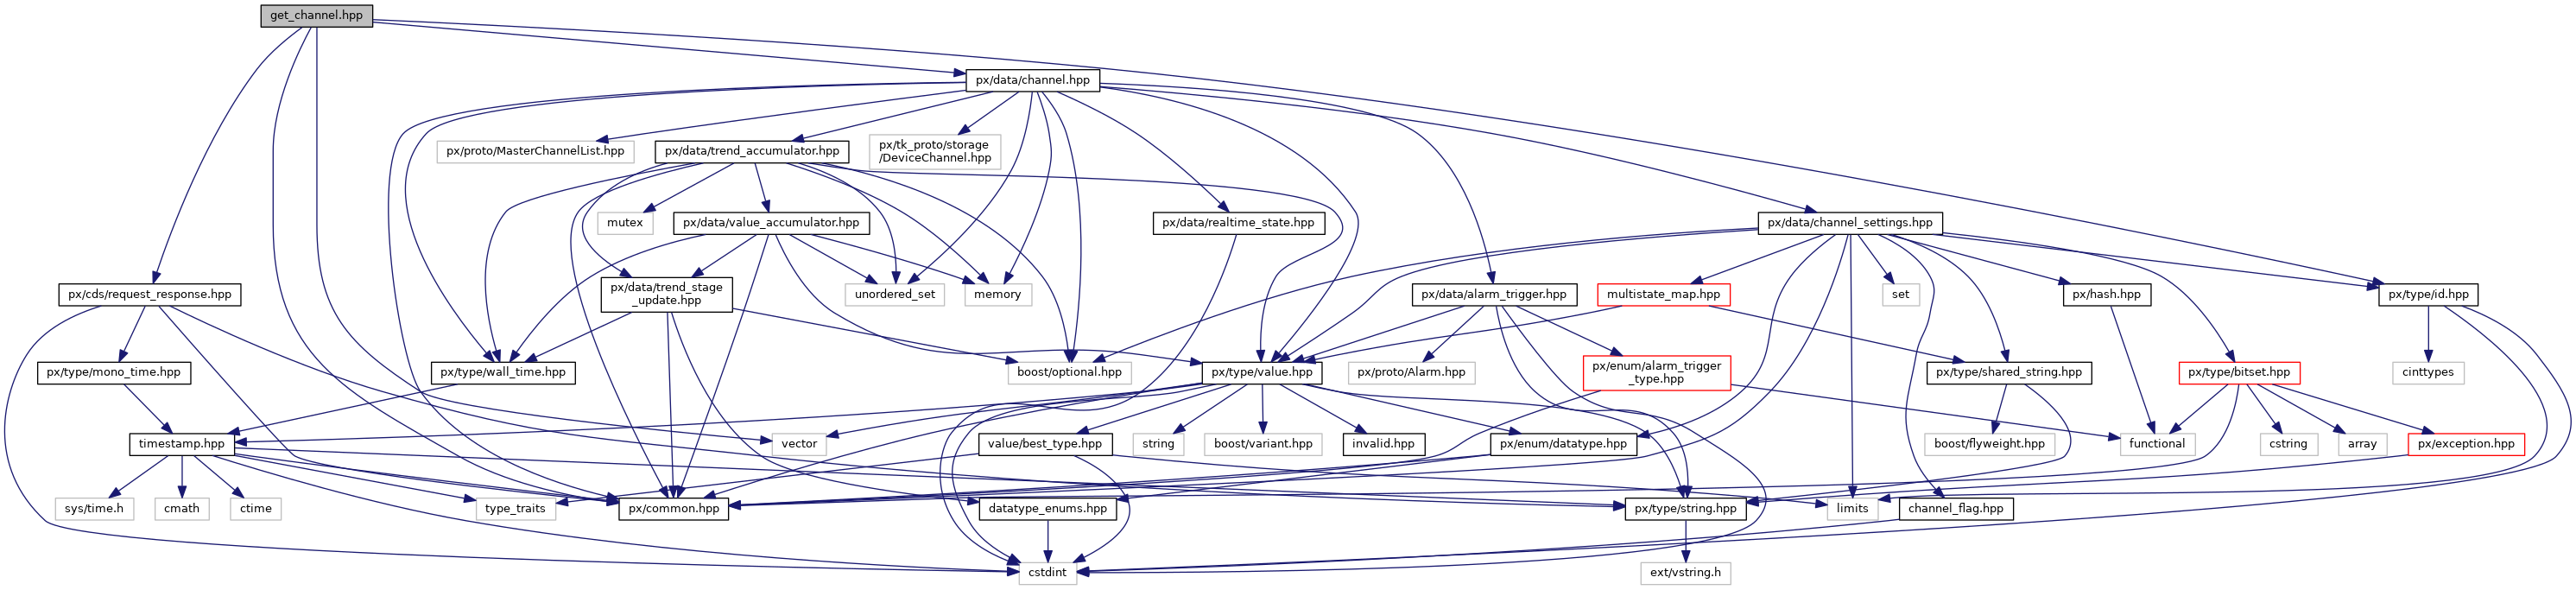 get_channel.hpp
px/data/channel.hpp
px/proto/MasterChannelList.hpp
px/data/trend_accumulator.hpp
px/tk_proto/storage
/DeviceChannel.hpp
mutex
px/data/value_accumulator.hpp
px/data/realtime_state.hpp
px/data/channel_settings.hpp
px/cds/request_response.hpp
px/data/trend_stage
_update.hpp
unordered_set
memory
px/data/alarm_trigger.hpp
multistate_map.hpp
set
px/hash.hpp
px/type/id.hpp
px/type/mono_time.hpp
px/type/wall_time.hpp
boost/optional.hpp
px/type/value.hpp
px/proto/Alarm.hpp
px/enum/alarm_trigger
_type.hpp
px/type/shared_string.hpp
px/type/bitset.hpp
cinttypes
timestamp.hpp
vector
value/best_type.hpp
string
boost/variant.hpp
invalid.hpp
px/enum/datatype.hpp
boost/flyweight.hpp
functional
cstring
array
px/exception.hpp
sys/time.h
cmath
ctime
type_traits
px/common.hpp
datatype_enums.hpp
px/type/string.hpp
limits
channel_flag.hpp
cstdint
ext/vstring.h